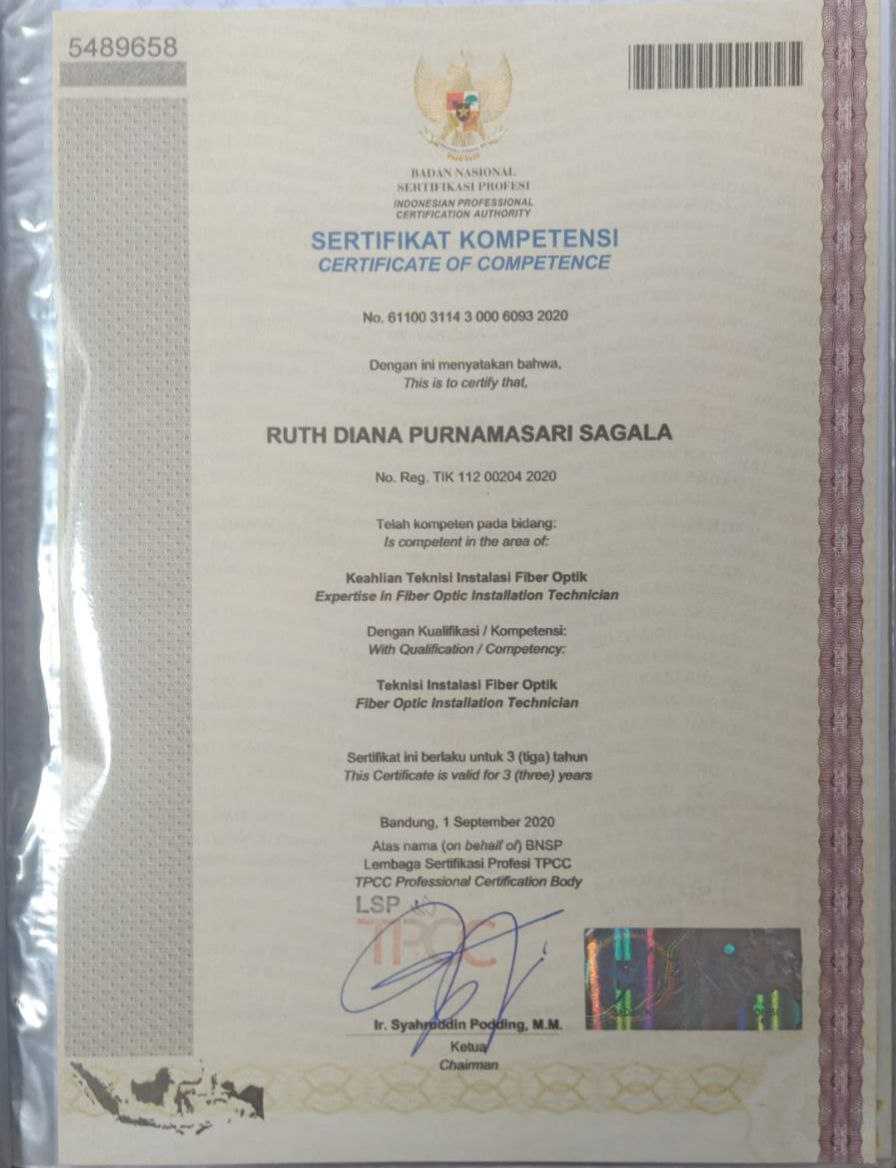 5489658
BADAN NASIONAL
SERTIFIKASI PROFESI
INDONESIAN PROFESSIONAL
CERTIFICATION AUTHORITY
SERTIFIKAT KOMPETENSI
CERTIFICATE OF COMPETENCE
No. 61100 3114 3 000 6093 2020
Dengan ini menyatakan bahwa,
This is to certify that,
RUTH DIANA PURNAMASARI SAGALA
No. Reg. TIK 112 00204 2020
Telah kompeten pada bidang:
Is competent in the area of:
Keahlian Teknisi Instalasi Fiber Optik
Expertise in Fiber Optic Installation Technician
Dengan Kualifikasi / Kompetensi:
With Qualification / Competency:
Teknisi Instalasi Fiber Optik
Fiber Optic Installation Technician
Sertifikat ini berlaku untuk 3 (tiga) tahun
This Certificate is valid for 3 (three) years
Bandung, 1 September 2020
Atas nama (on behalf of) BNSP
Lembaga Sertifikasi Profesi TPCC
TPCC Professional Certification Body
LSP
TPCC
Ir. Syahruddin Podding, M.M.
Ketua
Chairman